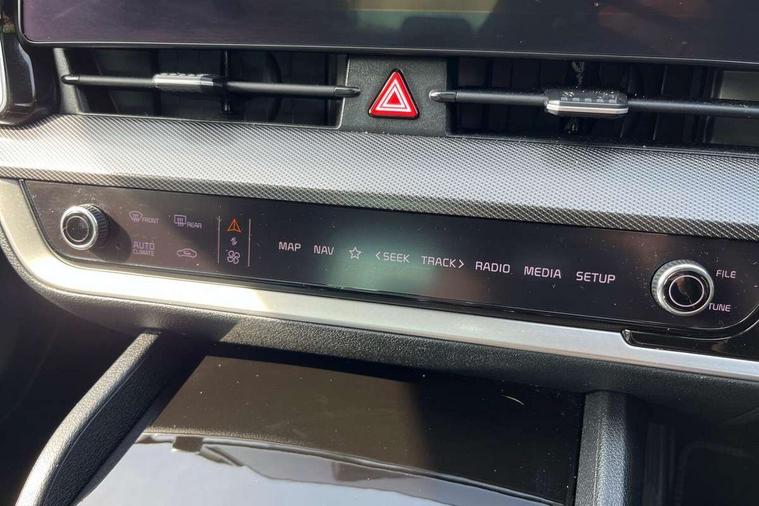 FRONT
REAR
AUTO
CLIMATE
MAP NAV < SEEK TRACK > RADIO MEDIA SETUP
FILE
TUNE